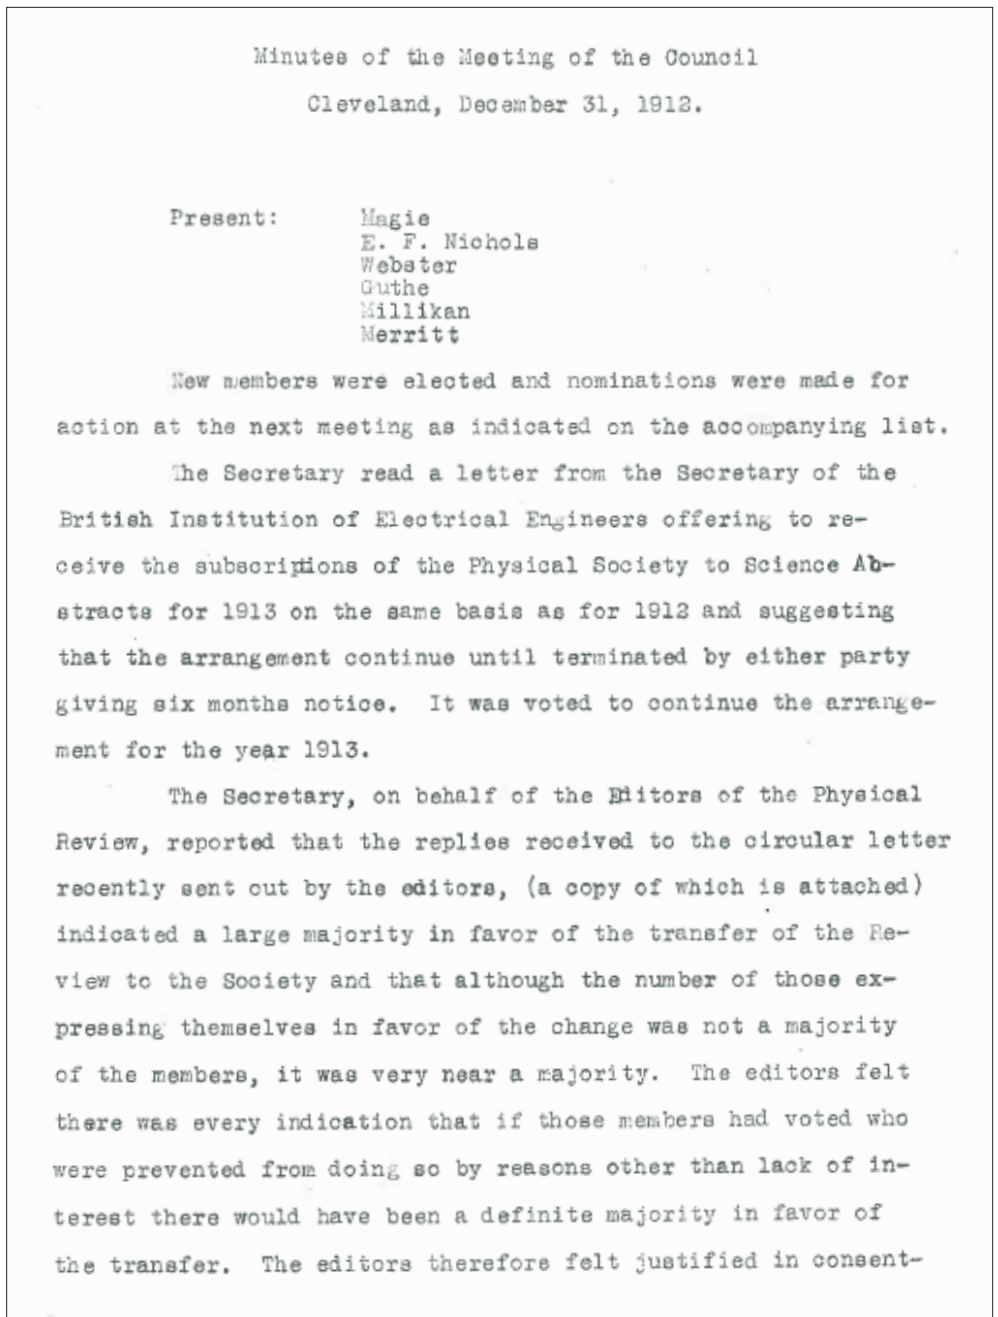 Minutes of the Meeting of the Council
Cleveland, December 31, 1912.
Present: Magie
E. F. Nichols
Webster
Guthe
Millikan
Merritt
New members were elected and nominations were made for
action at the next meeting as indicated on the accompanying list.
The Secretary read a letter from the Secretary of the
British Institution of Electrical Engineers offering to re-
ceive the subscriptions of the Physical Society to Science Ab-
stracts for 1913 on the same basis as for 1912 and suggesting
that the arrangement continue until terminated by either party
giving six months notice. It was voted to continue the arrange-
ment for the year 1913.
The Secretary, on behalf of the Editors of the Physical
Review, reported that the replies received to the circular letter
recently sent out by the editors, (a copy of which is attached)
indicated a large majority in favor of the transfer of the Re-
view to the Society and that although the number of those ex-
pressing themselves in favor of the change was not a majority
of the members, it was very near a majority. The editors felt
there was every indication that if those members had voted who
were prevented from doing so by reasons other than lack of in-
terest there would have been a definite majority in favor of
the transfer. The editors therefore felt justified in consent-